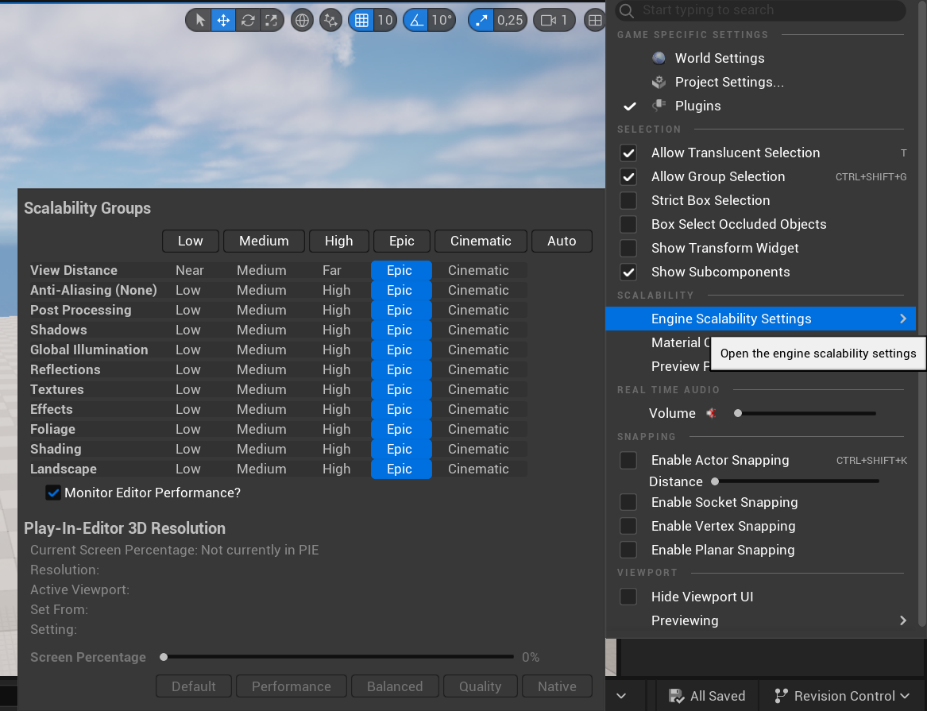 10
10°
0,25
1
Start typing to search
GAME SPECIFIC SETTINGS
World Settings
Project Settings...
Plugins
SELECTION
Allow Translucent Selection T
Allow Group Selection CTRL+SHIFT+G
Strict Box Selection
Box Select Occluded Objects
Show Transform Widget
Show Subcomponents
SCALABILITY
Engine Scalability Settings
Material
Open the engine scalability settings
Preview
REAL TIME AUDIO
Volume
SNAPPING
Enable Actor Snapping CTRL+SHIFT+K
Distance
Enable Socket Snapping
Enable Vertex Snapping
Enable Planar Snapping
VIEWPORT
Hide Viewport UI
Previewing
Scalability Groups
Low Medium High Epic Cinematic Auto
View Distance Near Medium Far Epic Cinematic
Anti-Aliasing (None) Low Medium High Epic Cinematic
Post Processing Low Medium High Epic Cinematic
Shadows Low Medium High Epic Cinematic
Global Illumination Low Medium High Epic Cinematic
Reflections Low Medium High Epic Cinematic
Textures Low Medium High Epic Cinematic
Effects Low Medium High Epic Cinematic
Foliage Low Medium High Epic Cinematic
Shading Low Medium High Epic Cinematic
Landscape Low Medium High Epic Cinematic
Monitor Editor Performance?
Play-In-Editor 3D Resolution
Current Screen Percentage: Not currently in PIE
Resolution:
Active Viewport:
Set From:
Setting:
Screen Percentage 0%
Default Performance Balanced Quality Native
All Saved Revision Control